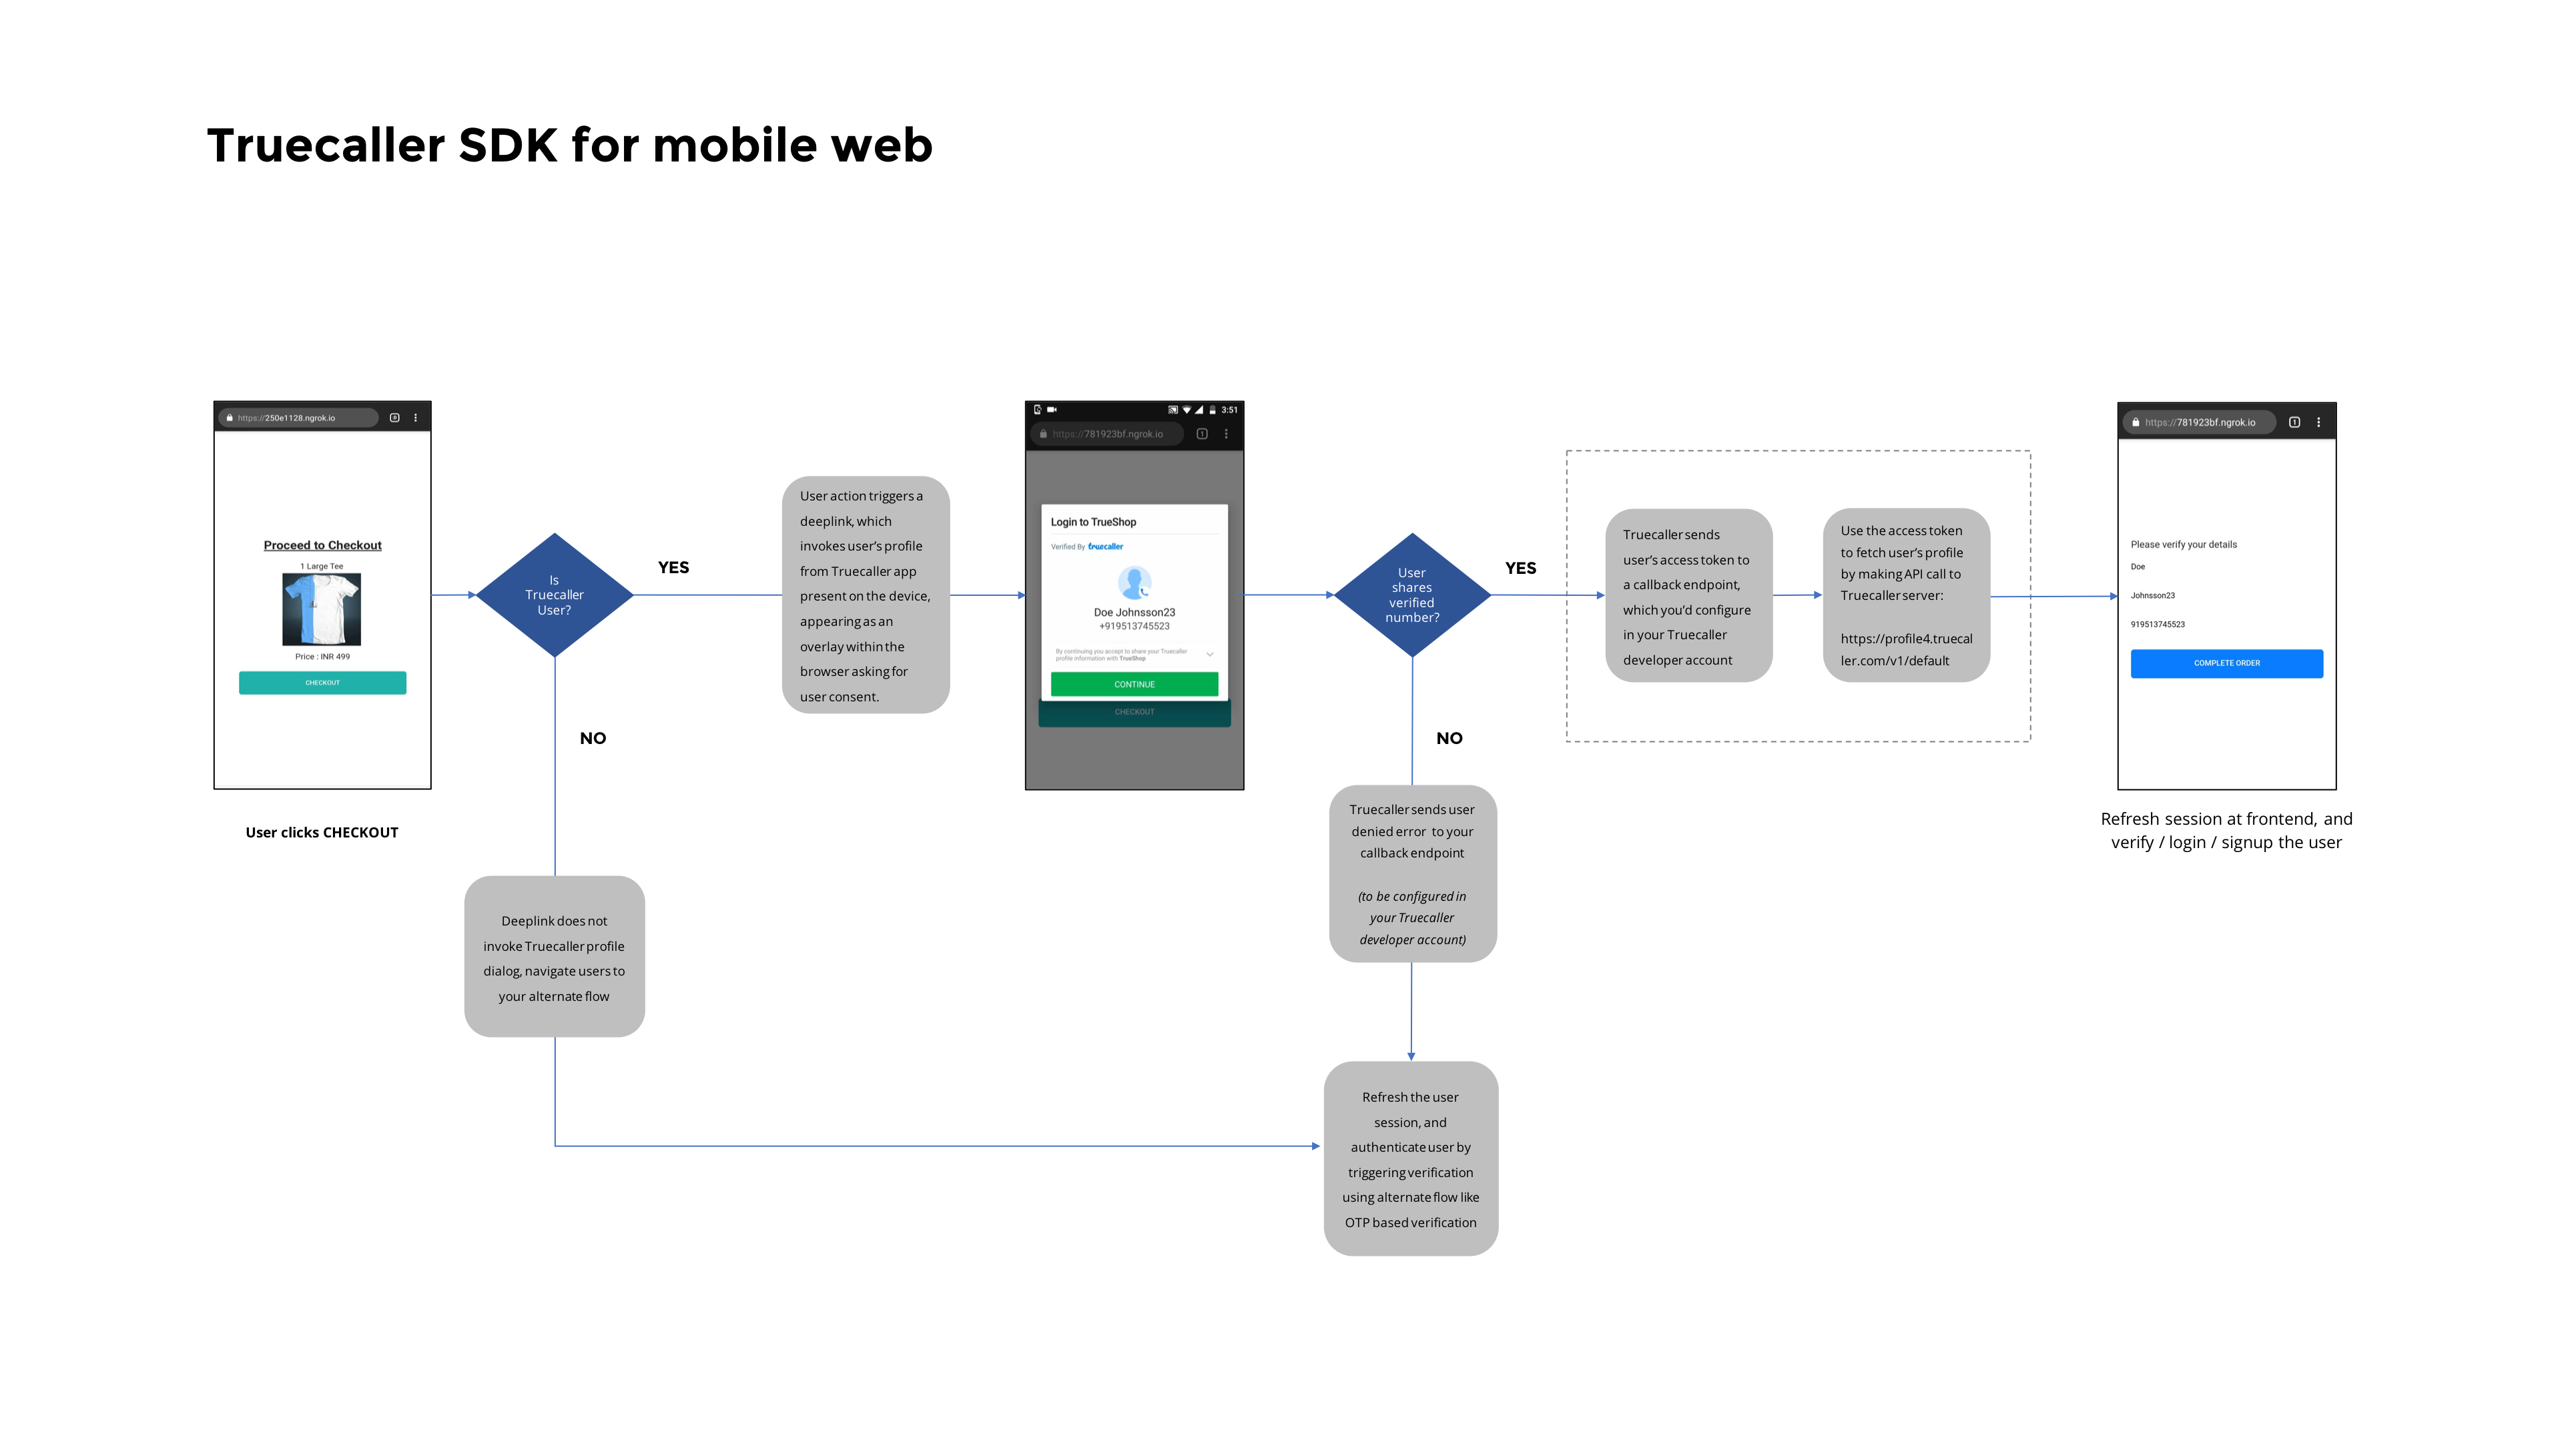 Truecaller SDK for mobile web
https://250e1128.ngrok.io
Proceed to Checkout
1 Large Tee
Price : INR 499
CHECKOUT
User clicks CHECKOUT
Is
Truecaller
User?
YES
NO
User action triggers a
deeplink, which
invokes user's profile
from Truecaller app
present on the device,
appearing as an
overlay within the
browser asking for
user consent.
Deeplink does not
invoke Truecaller profile
dialog, navigate users to
your alternate flow
3:51
https://781923bf.ngrok.io
1
Login to TrueShop
Verified By truecaller
Doe Johnsson23
+919513745523
By continuing you accept to share your Truecaller
profile information with TrueShop
CONTINUE
CHECKOUT
User
shares
verified
number?
YES
NO
Truecaller sends
user's access token to
a callback endpoint,
which you'd configure
in your Truecaller
developer account
Use the access token
to fetch user's profile
by making API call to
Truecaller server:
https://profile4.truecal
ler.com/v1/default
Truecaller sends user
denied error to your
callback endpoint
(to be configured in
your Truecaller
developer account)
Refresh the user
session, and
authenticate user by
triggering verification
using alternate flow like
OTP based verification
https://781923bf.ngrok.io
1
Please verify your details
Doe
Johnsson23
919513745523
COMPLETE ORDER
Refresh session at frontend, and
verify / login / signup the user